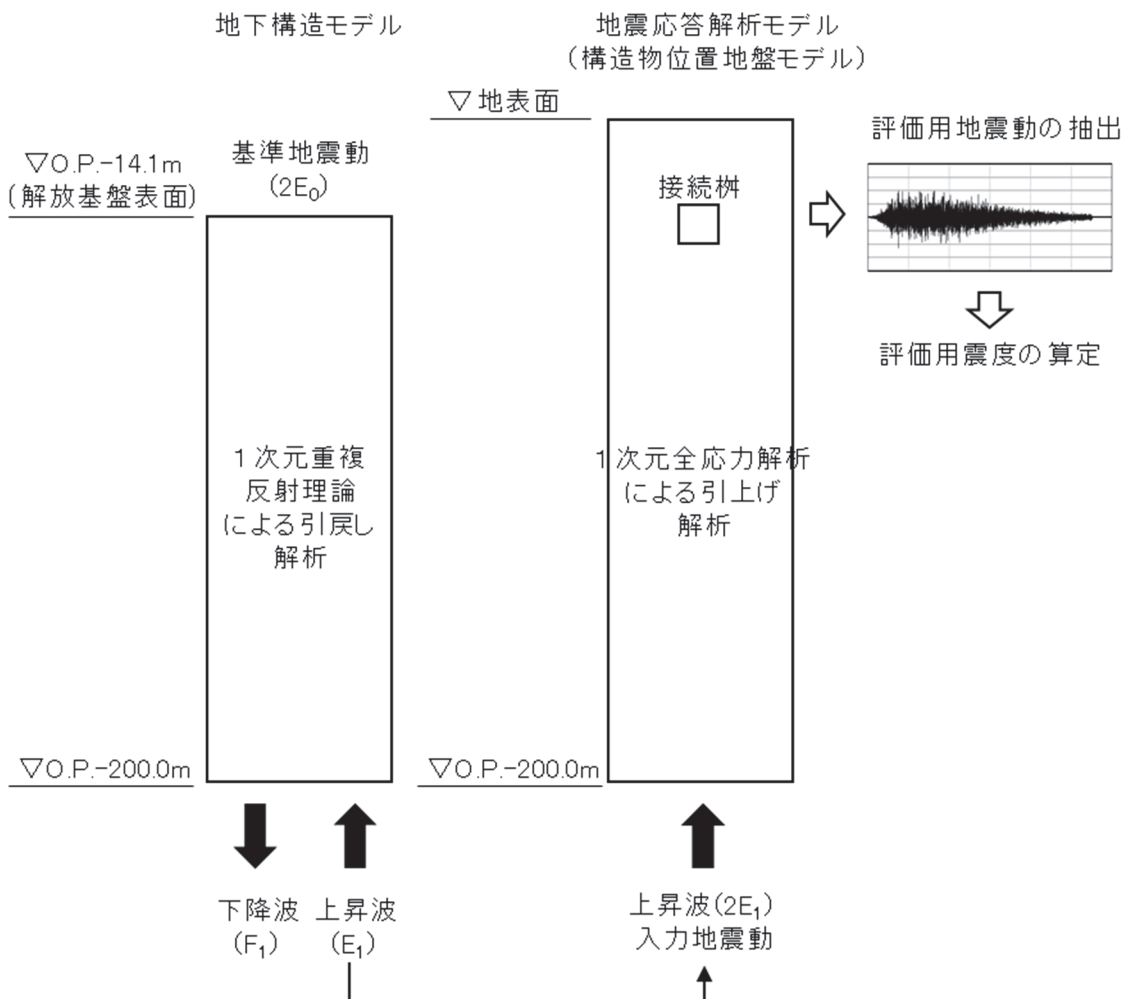 地下構造モデル
地震応答解析モデル
（構造物位置地盤モデル）
▽O.P.-14.1m
（解放基盤表面）
基準地震動
(2E₀)
1次元重複
反射理論
による引戻し
解析
▽O.P.-200.0m
下降波
(F₁)
上昇波
(E₁)
▽地表面
接続桝
1次元全応力解析
による引上げ
解析
▽O.P.-200.0m
上昇波(2E₁)
入力地震動
評価用地震動の抽出
評価用震度の算定